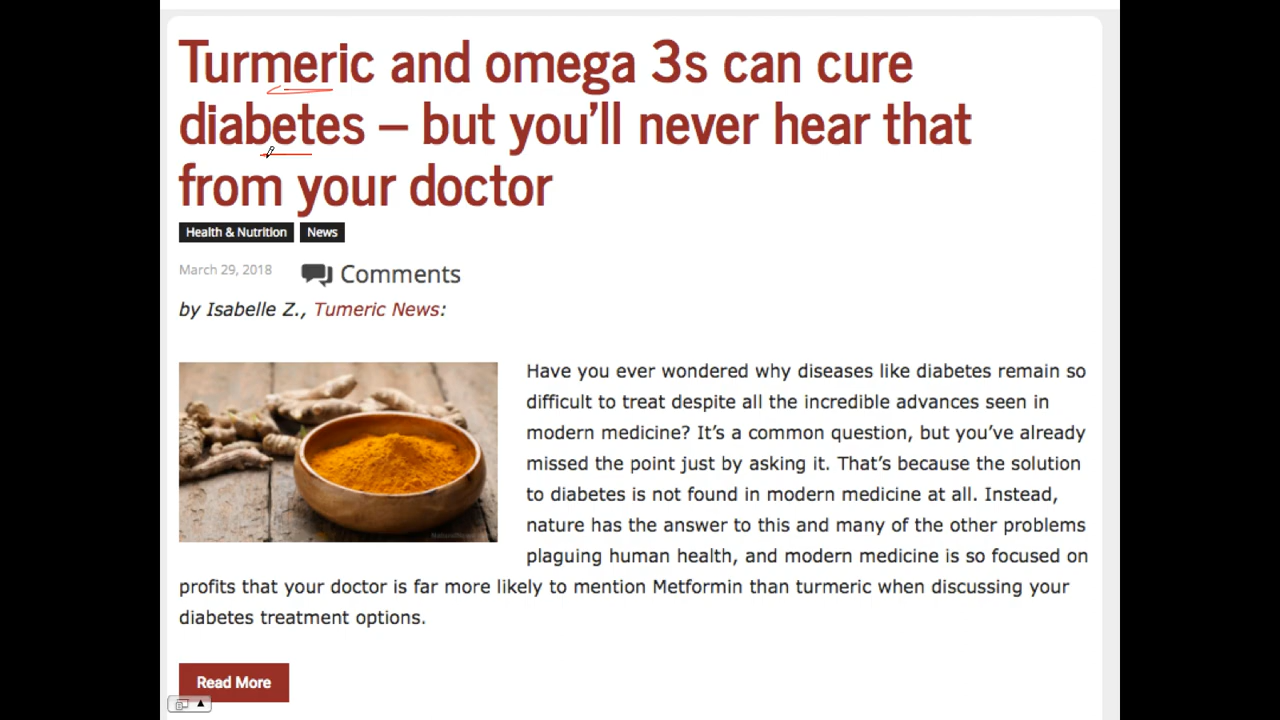 Turmeric and omega 3s can cure
diabetes – but you'll never hear that
from your doctor
Health & Nutrition News
March 29, 2018 Comments
by Isabelle Z., Tumeric News:
Have you ever wondered why diseases like diabetes remain so
difficult to treat despite all the incredible advances seen in
modern medicine? It's a common question, but you've already
missed the point just by asking it. That's because the solution
to diabetes is not found in modern medicine at all. Instead,
nature has the answer to this and many of the other problems
plaguing human health, and modern medicine is so focused on
profits that your doctor is far more likely to mention Metformin than turmeric when discussing your
diabetes treatment options.
Read More